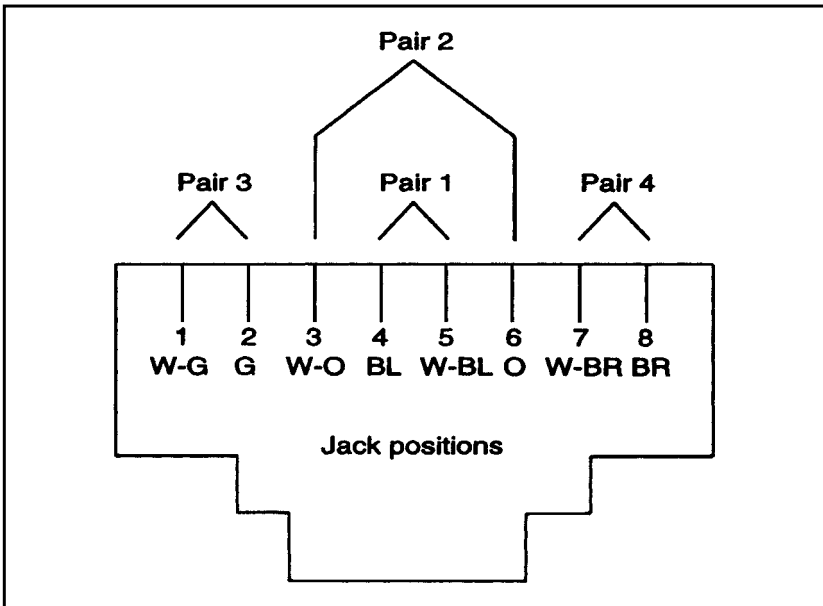 Pair 2
Pair 3 Pair 1 Pair 4
1 2 3 4 5 6 7 8
W-G G W-O BL W-BL O W-BR BR
Jack positions